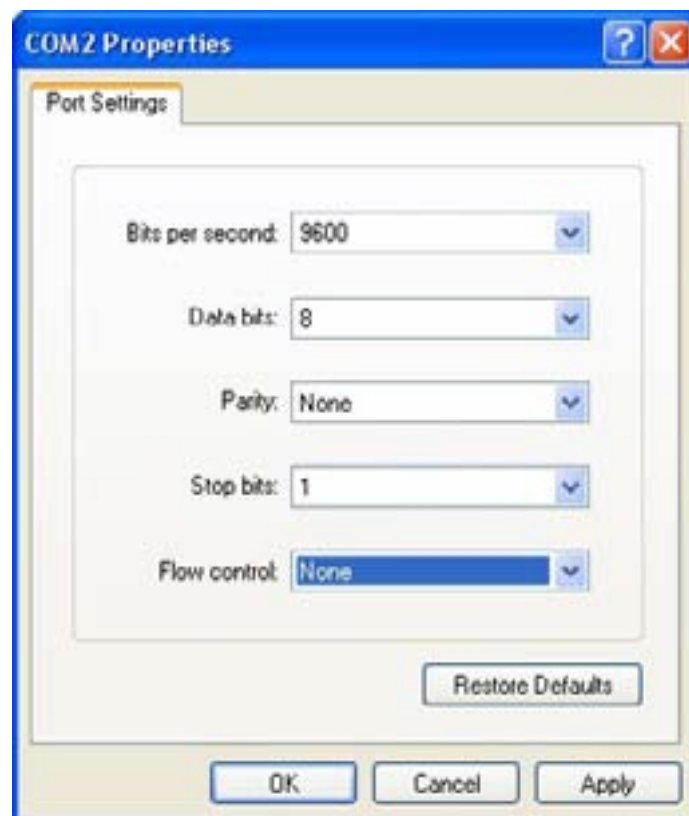 COM2 Properties
?
Port Settings
Bits per second: 9600
Data bits: 8
Parity: None
Stop bits: 1
Flow control: None
Restore Defaults
OK Cancel Apply